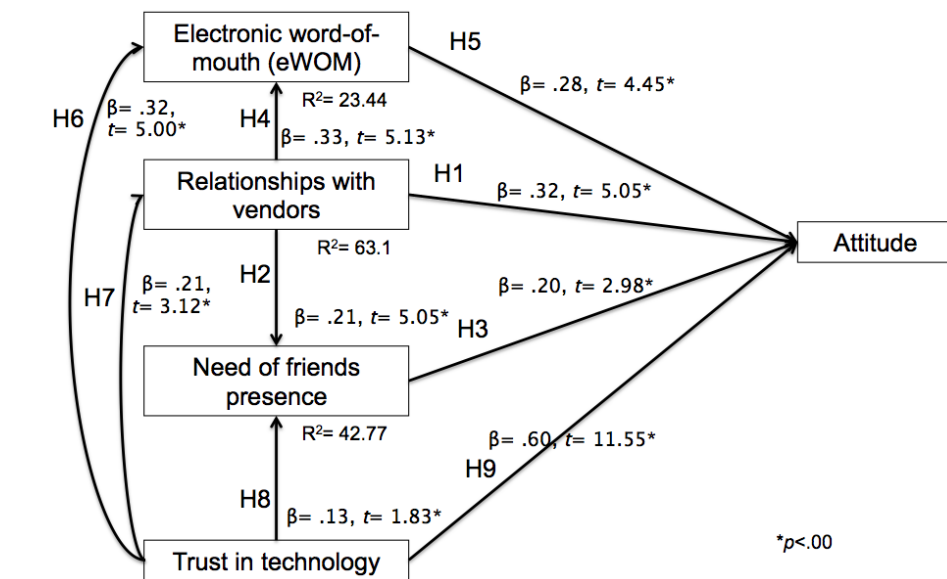 Electronic word-of-
mouth (eWOM)
H5
β= .28, t= 4.45*
R²= 23.44
H6
β= .32,
t= 5.00*
H4
β= .33, t= 5.13*
Relationships with
vendors
H1
β= .32, t= 5.05*
R²= 63.1
Attitude
H2
H7
β= .21,
t= 3.12*
β= .20, t= 2.98*
β= .21, t= 5.05*
H3
Need of friends
presence
R²= 42.77
β= .60, t= 11.55*
H9
H8
β= .13, t= 1.83*
*p<.00
Trust in technology